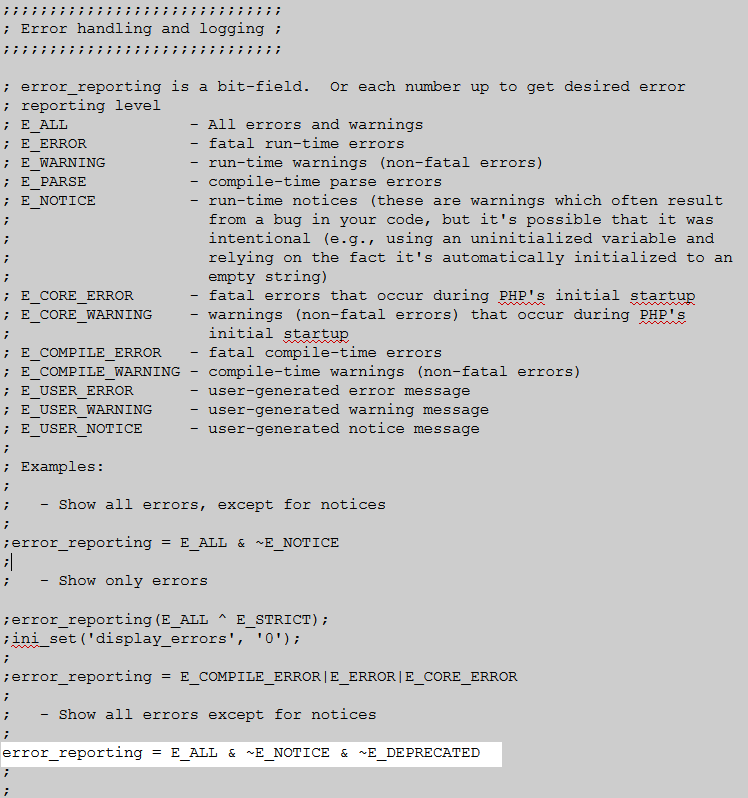 ;;;;;;;;;;;;;;;;;;;;;;;;;;;;;;
; Error handling and logging ;
;;;;;;;;;;;;;;;;;;;;;;;;;;;;;;

; error_reporting is a bit-field.  Or each number up to get desired error
; reporting level
; E_ALL             - All errors and warnings
; E_ERROR           - fatal run-time errors
; E_WARNING         - run-time warnings (non-fatal errors)
; E_PARSE           - compile-time parse errors
; E_NOTICE          - run-time notices (these are warnings which often result
;                     from a bug in your code, but it's possible that it was
;                     intentional (e.g., using an uninitialized variable and
;                     relying on the fact it's automatically initialized to an
;                     empty string)
; E_CORE_ERROR      - fatal errors that occur during PHP's initial startup
; E_CORE_WARNING    - warnings (non-fatal errors) that occur during PHP's
;                     initial startup
; E_COMPILE_ERROR   - fatal compile-time errors
; E_COMPILE_WARNING - compile-time warnings (non-fatal errors)
; E_USER_ERROR      - user-generated error message
; E_USER_WARNING    - user-generated warning message
; E_USER_NOTICE     - user-generated notice message
;
; Examples:
;
;   - Show all errors, except for notices
;
;error_reporting = E_ALL & ~E_NOTICE
;
;   - Show only errors

;error_reporting(E_ALL ^ E_STRICT);
;ini_set('display_errors', '0');
;
;error_reporting = E_COMPILE_ERROR|E_ERROR|E_CORE_ERROR
;
;   - Show all errors except for notices
;
error_reporting = E_ALL & ~E_NOTICE & ~E_DEPRECATED
;
;